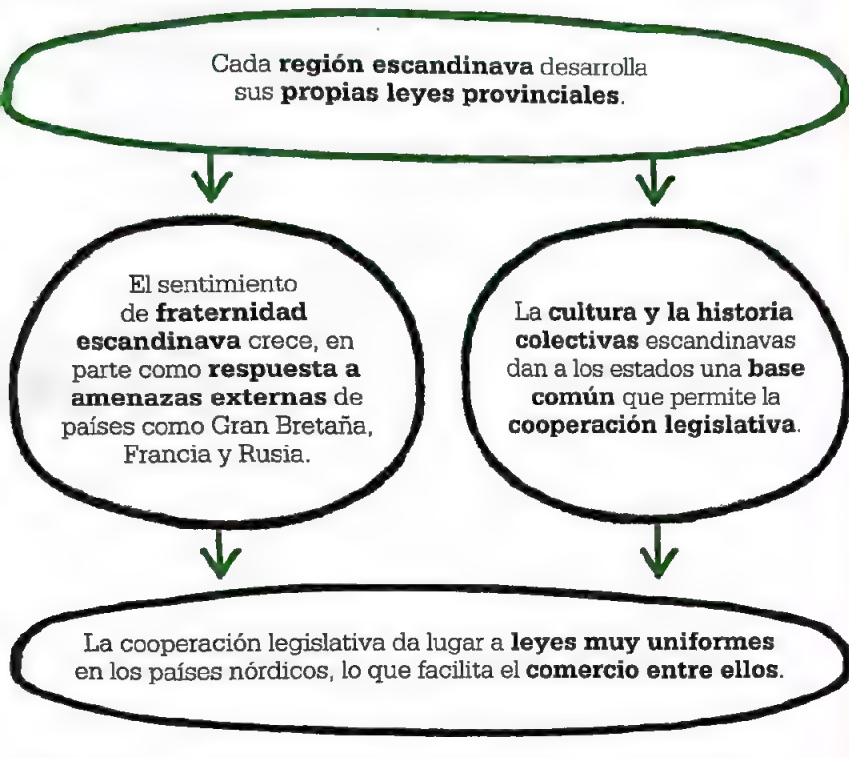 Cada región escandinava desarrolla
sus propias leyes provinciales.
El sentimiento
de fraternidad
escandinava crece, en
parte como respuesta a
amenazas externas de
países como Gran Bretaña,
Francia y Rusia.
La cultura y la historia
colectivas escandinavas
dan a los estados una base
común que permite la
cooperación legislativa.
La cooperación legislativa da lugar a leyes muy uniformes
en los países nórdicos, lo que facilita el comercio entre ellos.